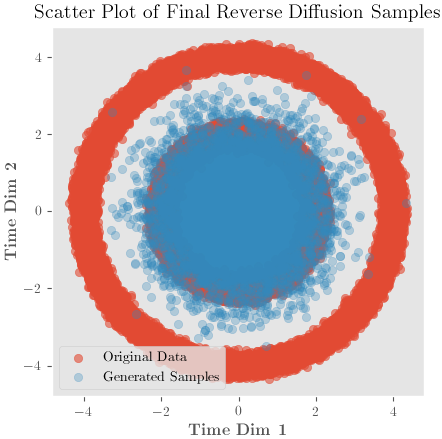 Scatter Plot of Final Reverse Diffusion Samples
4
2
0
−2
−4
Time Dim 2
Original Data
Generated Samples
−4 −2 0 2 4
Time Dim 1